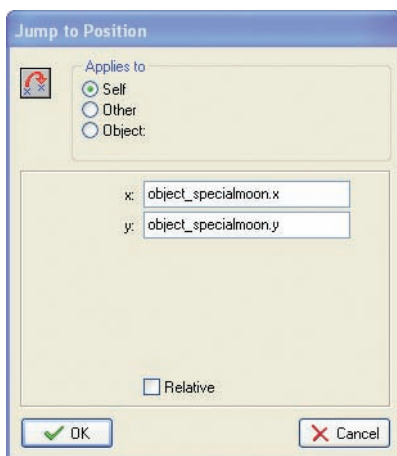 Jump to Position
Applies to
Self
Other
Object:
x: object_specialmoon.x
y: object_specialmoon.y
Relative
OK
Cancel